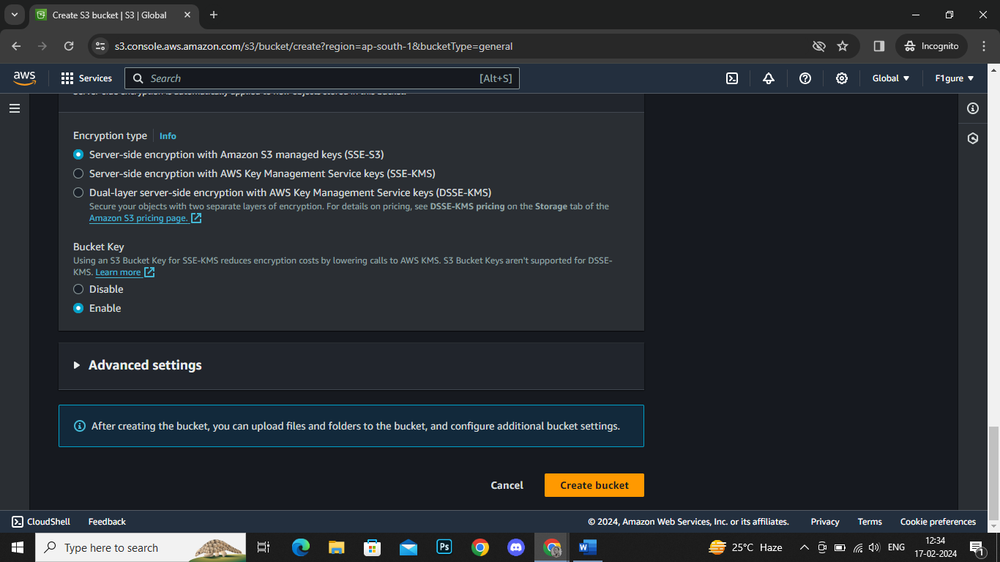 Create S3 bucket | S3 | Global
s3.console.aws.amazon.com/s3/bucket/create?region=ap-south-1&bucketType=general
Incognito
aws
Services
Search
[Alt+S]
Global
F1gure
Server-side encryption is automatically applied to new objects stored in this bucket.
Encryption type
Info
Server-side encryption with Amazon S3 managed keys (SSE-S3)
Server-side encryption with AWS Key Management Service keys (SSE-KMS)
Dual-layer server-side encryption with AWS Key Management Service keys (DSSE-KMS)
Secure your objects with two separate layers of encryption. For details on pricing, see DSSE-KMS pricing on the Storage tab of the
Amazon S3 pricing page.
Bucket Key
Using an S3 Bucket Key for SSE-KMS reduces encryption costs by lowering calls to AWS KMS. S3 Bucket Keys aren't supported for DSSE-
KMS. Learn more
Disable
Enable
Advanced settings
After creating the bucket, you can upload files and folders to the bucket, and configure additional bucket settings.
Cancel
Create bucket
CloudShell
Feedback
© 2024, Amazon Web Services, Inc. or its affiliates.
Privacy
Terms
Cookie preferences
Type here to search
Ps
W
25°C Haze
ENG
12:34
17-02-2024
1